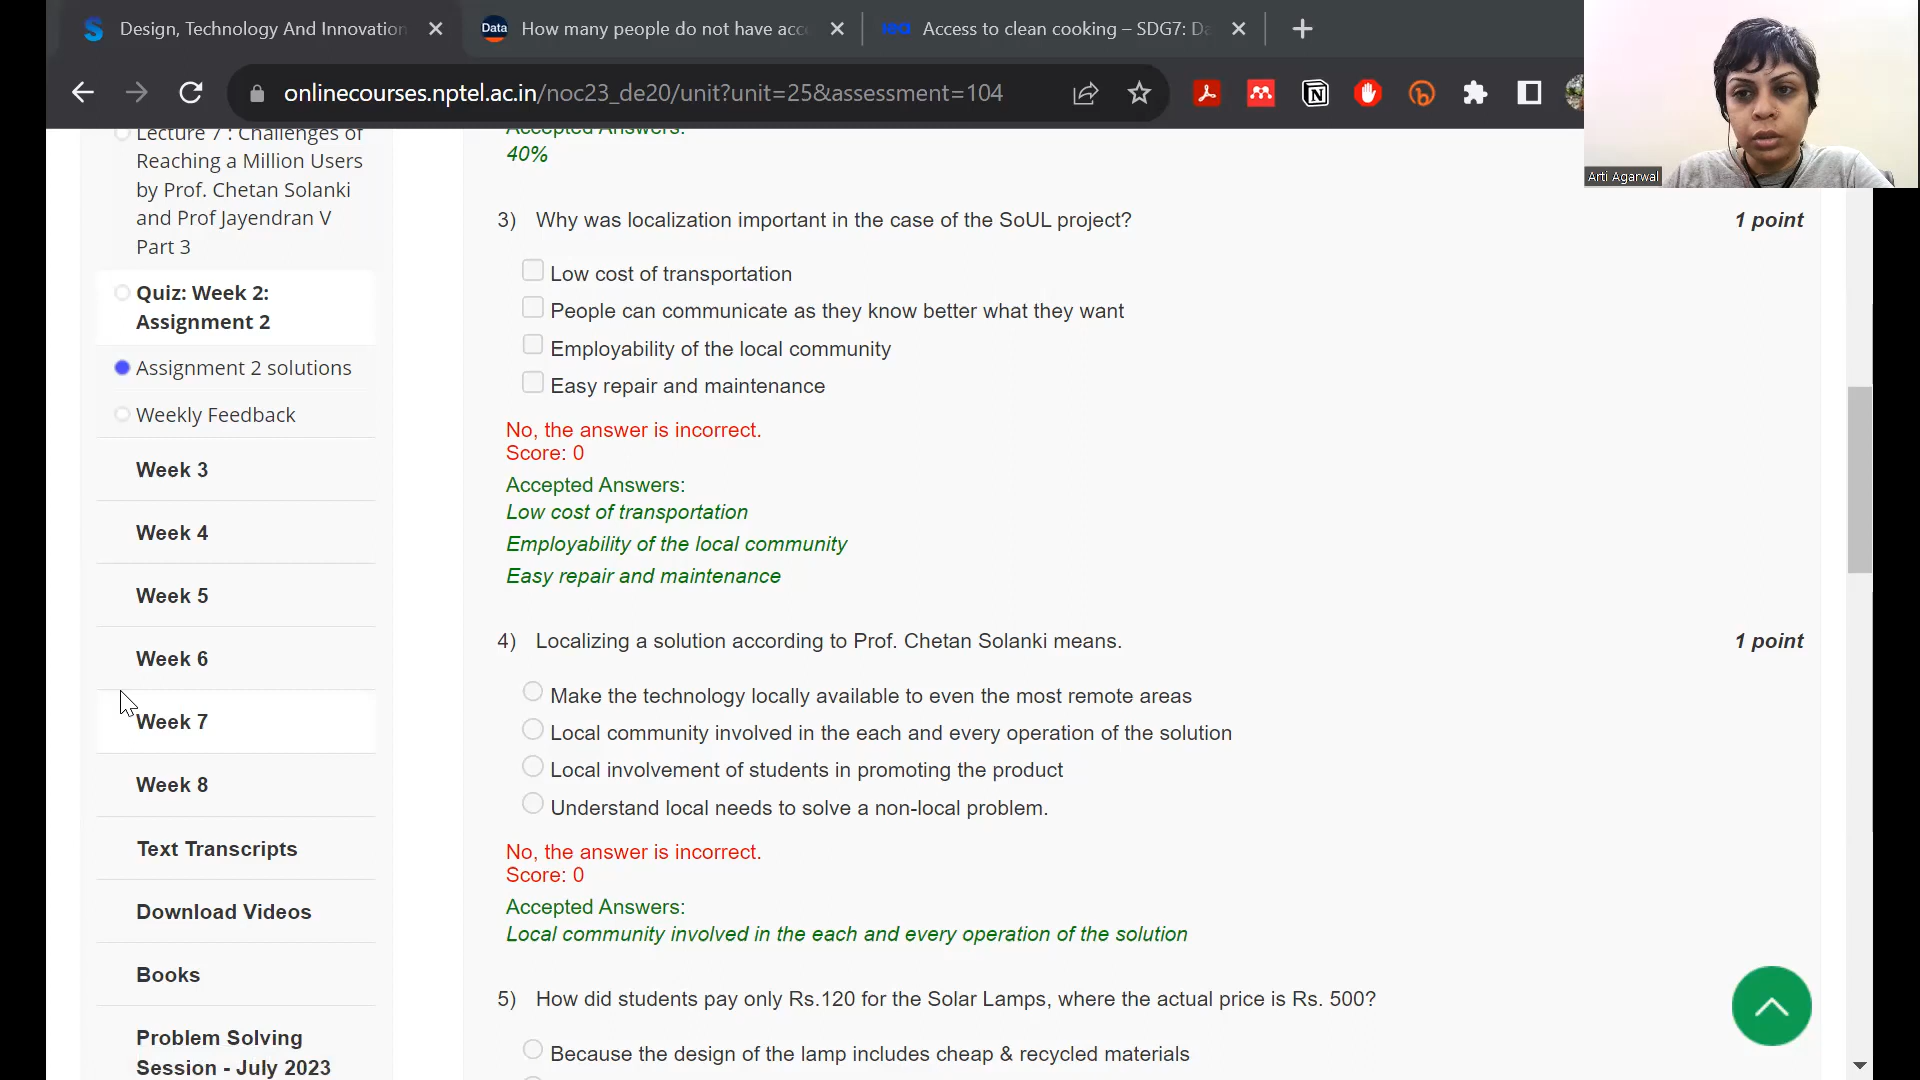 Design, Technology And Innovation
Data
How many people do not have acc
iea
Access to clean cooking – SDG7: Da
onlinecourses.nptel.ac.in/noc23_de20/unit?unit=25&assessment=104
Arti Agarwal
Lecture 7 : Challenges of
Reaching a Million Users
by Prof. Chetan Solanki
and Prof Jayendran V
Part 3
Quiz: Week 2:
Assignment 2
Assignment 2 solutions
Weekly Feedback
Week 3
Week 4
Week 5
Week 6
Week 7
Week 8
Text Transcripts
Download Videos
Books
Problem Solving
Session - July 2023
Accepted Answers:
40%
3) Why was localization important in the case of the SoUL project? 1 point
Low cost of transportation
People can communicate as they know better what they want
Employability of the local community
Easy repair and maintenance
No, the answer is incorrect.
Score: 0
Accepted Answers:
Low cost of transportation
Employability of the local community
Easy repair and maintenance
4) Localizing a solution according to Prof. Chetan Solanki means. 1 point
Make the technology locally available to even the most remote areas
Local community involved in the each and every operation of the solution
Local involvement of students in promoting the product
Understand local needs to solve a non-local problem.
No, the answer is incorrect.
Score: 0
Accepted Answers:
Local community involved in the each and every operation of the solution
5) How did students pay only Rs.120 for the Solar Lamps, where the actual price is Rs. 500?
Because the design of the lamp includes cheap & recycled materials